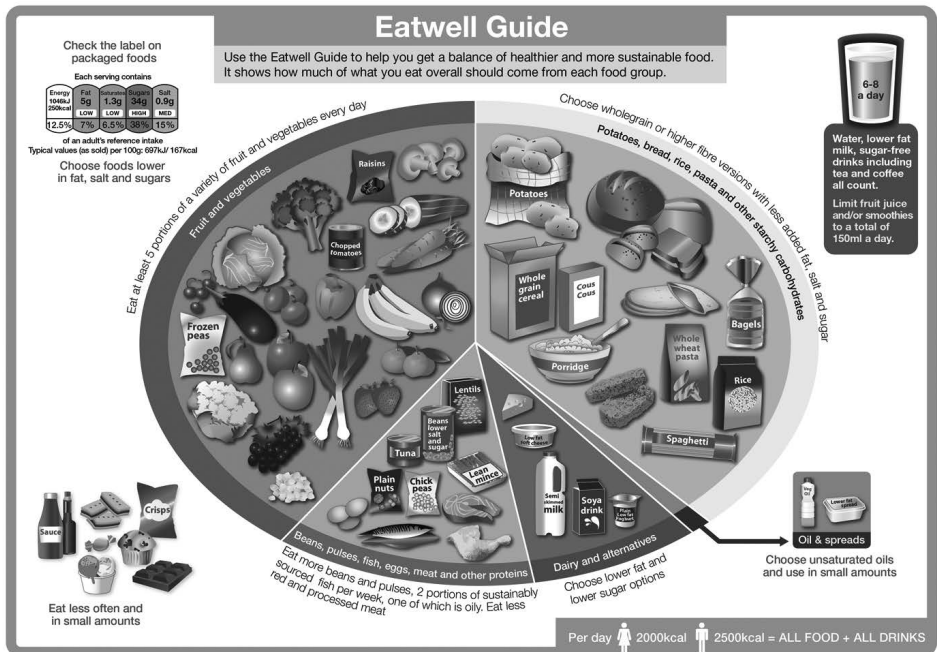 Eatwell Guide
Use the Eatwell Guide to help you get a balance of healthier and more sustainable food.
It shows how much of what you eat overall should come from each food group.
Check the label on
packaged foods
Each serving contains
Energy
1046kJ
250kcal
12.5%
Fat
5g
LOW
7%
Saturates
1.3g
LOW
6.5%
Sugars
34g
HIGH
38%
Salt
0.9g
MED
15%
of an adult's reference intake
Typical values (as sold) per 100g: 697kJ/ 167kcal
Choose foods lower
in fat, salt and sugars
6-8
a day
Water, lower fat
milk, sugar-free
drinks including
tea and coffee
all count.
Limit fruit juice
and/or smoothies
to a total of
150ml a day.
Eat at least 5 portions of a variety of fruit and vegetables every day
Fruit and vegetables
Raisins
Chopped
tomatoes
Frozen
peas
Choose wholegrain or higher fibre versions with less added fat, salt and sugar
Potatoes, bread, rice, pasta and other starchy carbohydrates
Potatoes
Whole
grain
cereal
Cous
Cous
Porridge
Bagels
Whole
wheat
pasta
Rice
Spaghetti
Lentils
Beans
lower
salt
and
sugar
Tuna
Plain
nuts
Chick
peas
Lean
mince
Beans, pulses, fish, eggs, meat and other proteins
Eat more beans and pulses, 2 portions of sustainably
sourced fish per week, one of which is oily. Eat less
red and processed meat
Low fat
soft cheese
Semi
skimmed
milk
Soya
drink
Plain
Low fat
Yoghurt
Dairy and alternatives
Choose lower fat and
lower sugar options
Veg
Oil
Lower fat
spread
Oil & spreads
Choose unsaturated oils
and use in small amounts
Sauce
Crisps
Eat less often and
in small amounts
Per day 2000kcal 2500kcal = ALL FOOD + ALL DRINKS